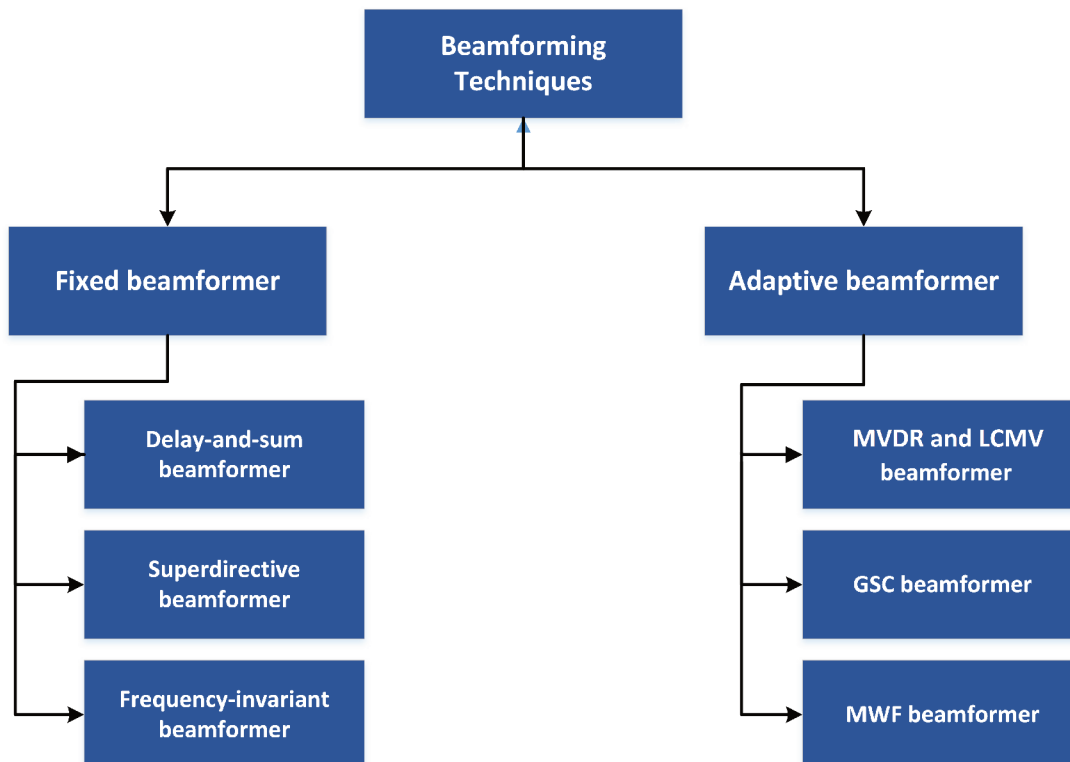 Beamforming
Techniques
Fixed beamformer
Adaptive beamformer
Delay-and-sum
beamformer
Superdirective
beamformer
Frequency-invariant
beamformer
MVDR and LCMV
beamformer
GSC beamformer
MWF beamformer